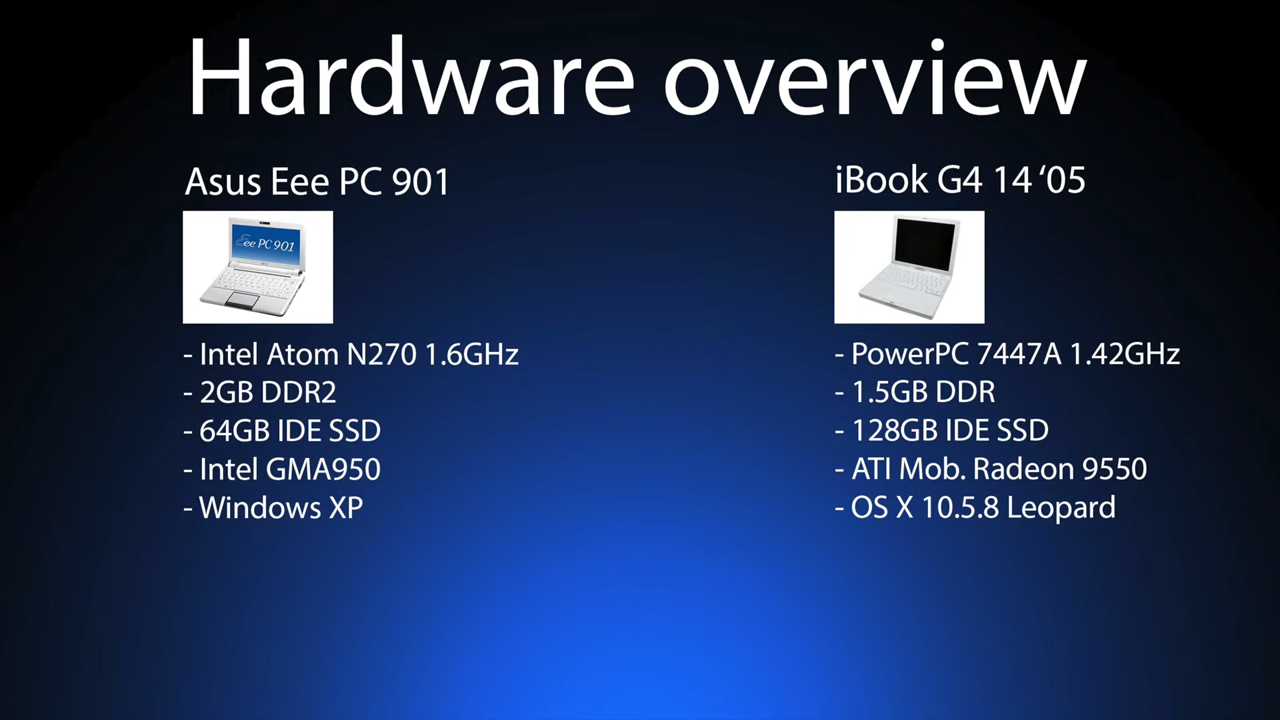 Hardware overview
Asus Eee PC 901
Eee PC 901
- Intel Atom N270 1.6GHz
- 2GB DDR2
- 64GB IDE SSD
- Intel GMA950
- Windows XP
iBook G4 14 ‘05
- PowerPC 7447A 1.42GHz
- 1.5GB DDR
- 128GB IDE SSD
- ATI Mob. Radeon 9550
- OS X 10.5.8 Leopard